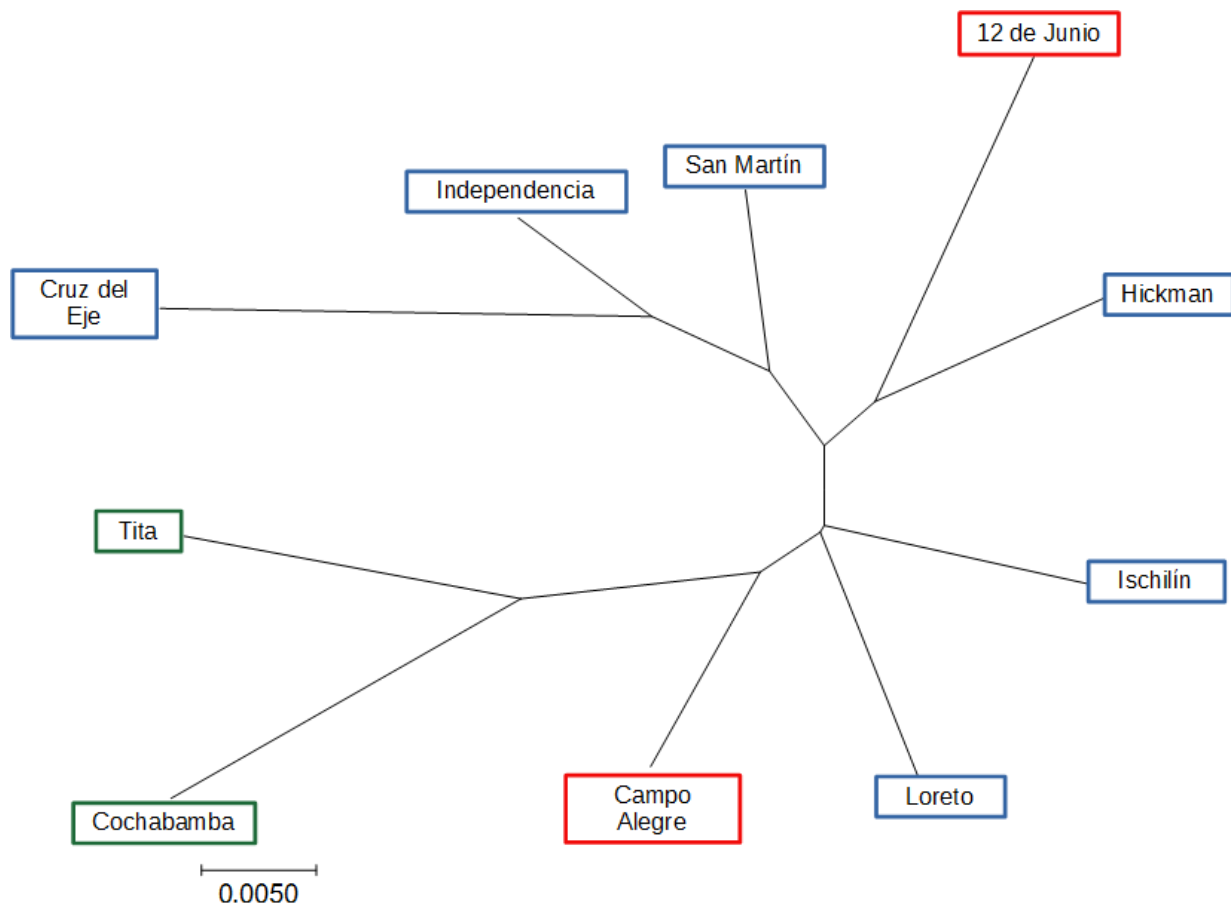 12 de Junio
San Martín
Independencia
Cruz del
Eje
Hickman
Tita
Ischilín
Campo
Alegre
Loreto
Cochabamba
0.0050